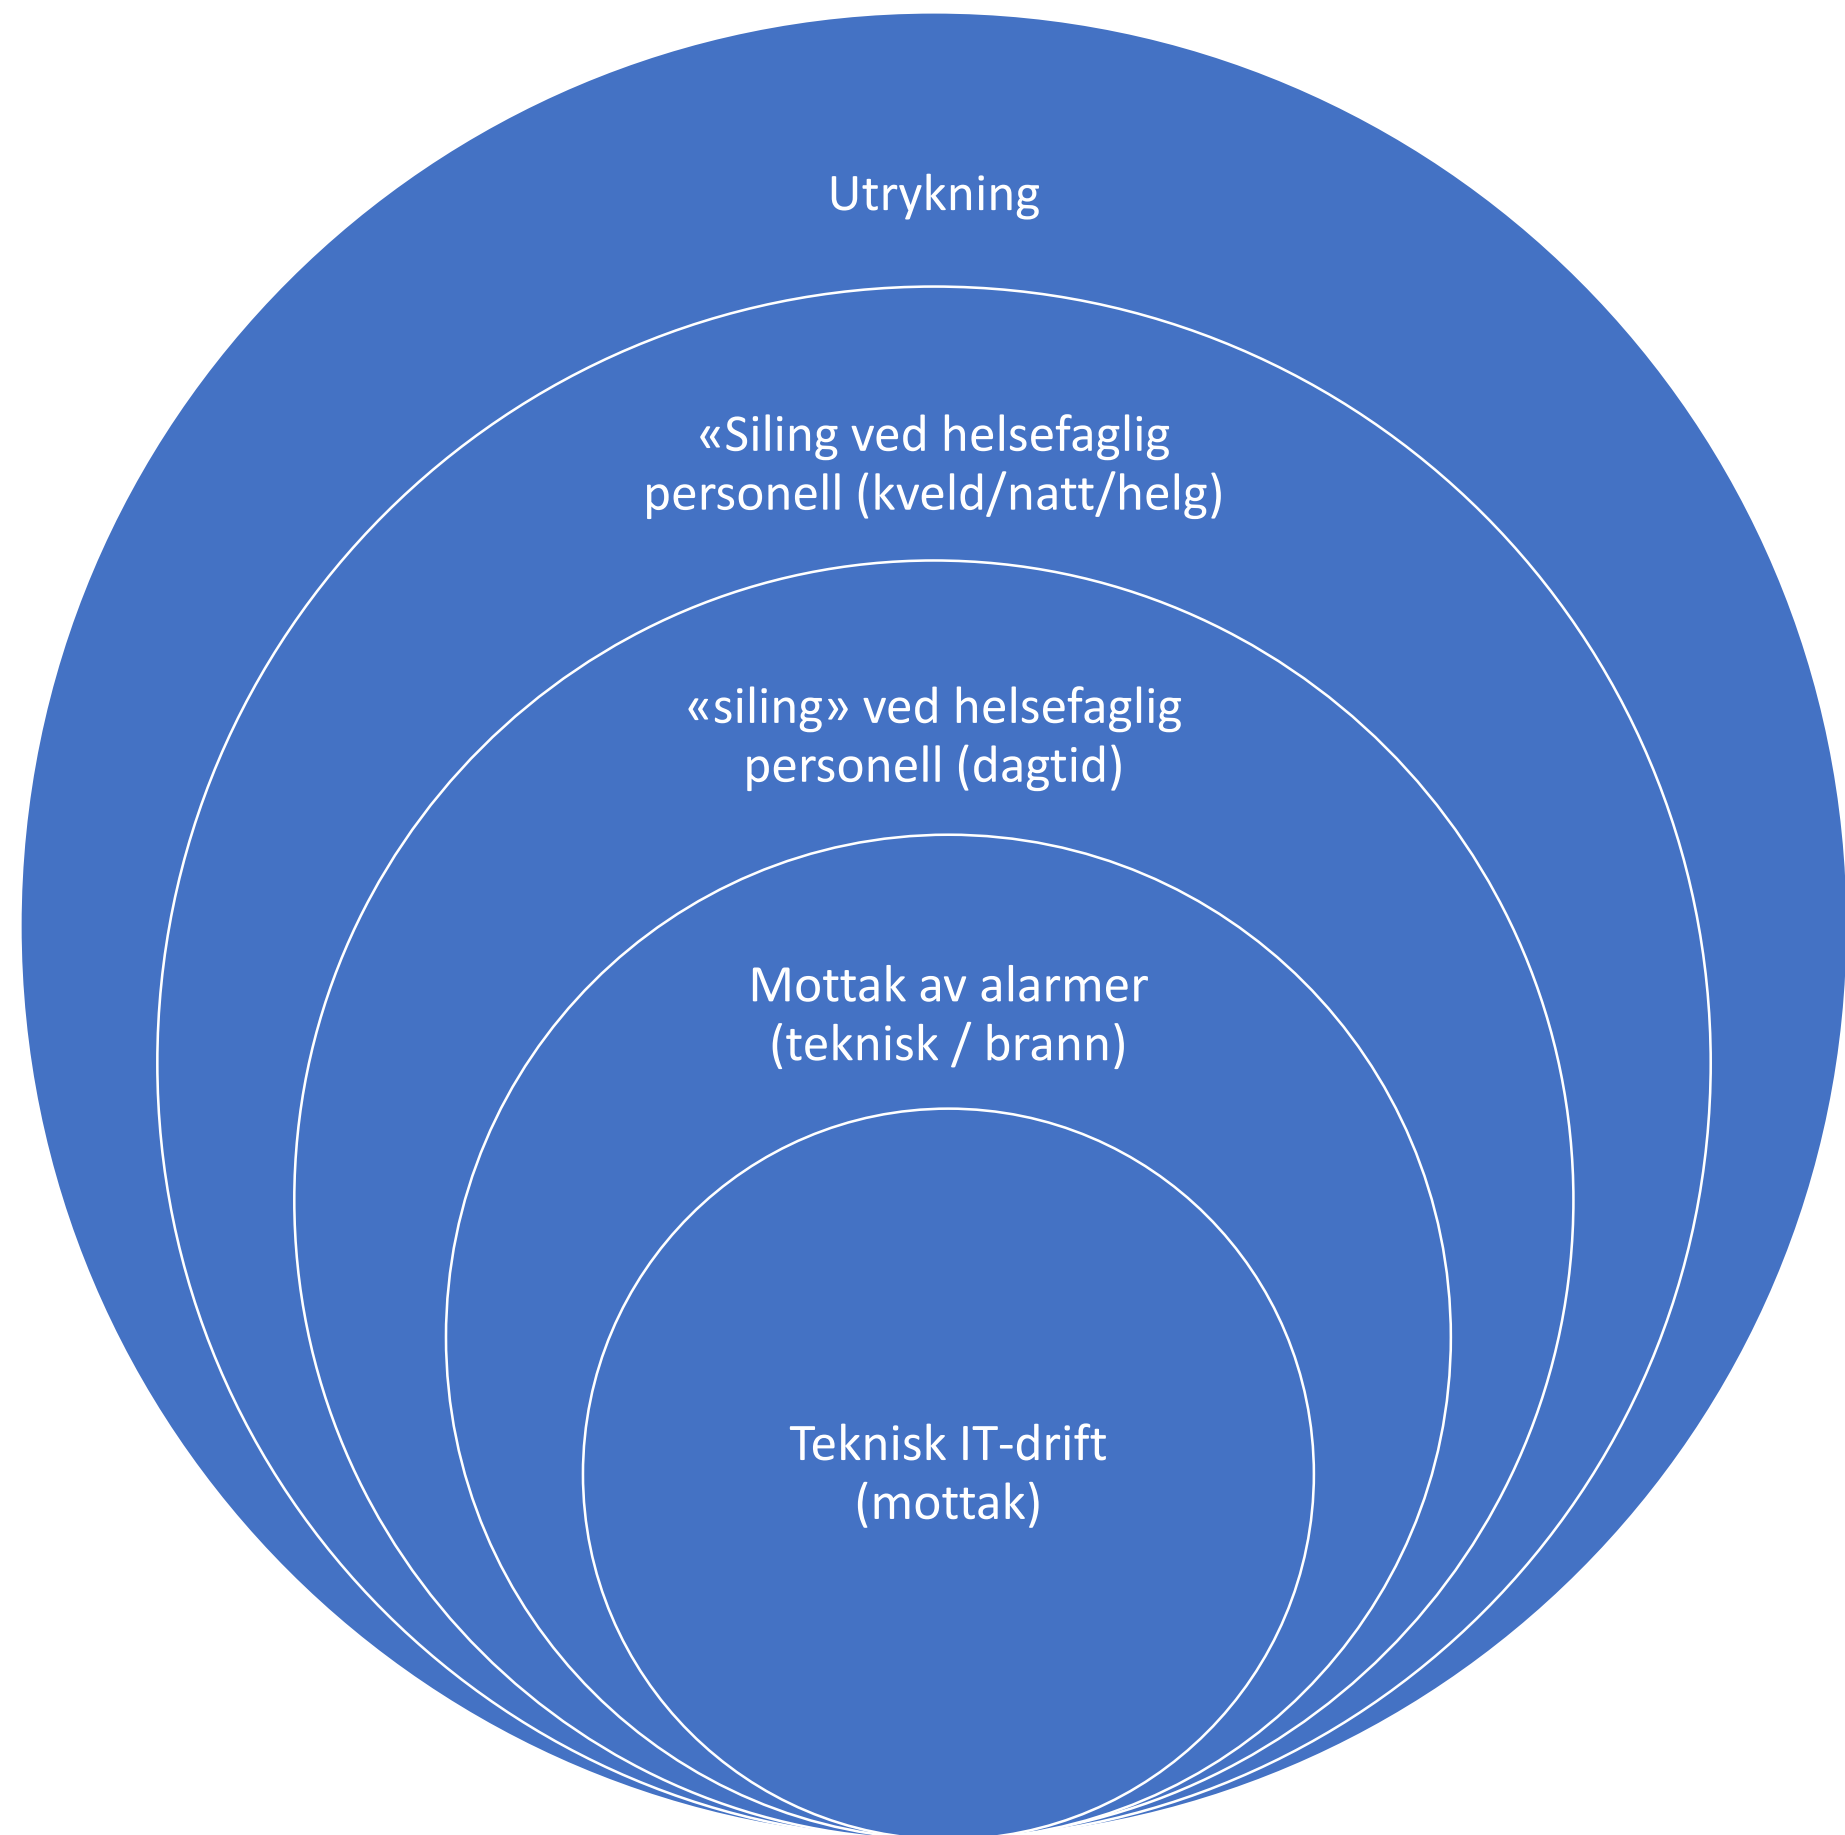 Utrykning
«Siling ved helsefaglig
personell (kveld/natt/helg)
«siling» ved helsefaglig
personell (dagtid)
Mottak av alarmer
(teknisk / brann)
Teknisk IT-drift
(mottak)